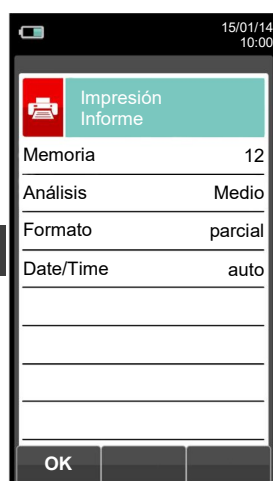 15/01/14
10:00
Impresión
Informe
Memoria 12
Análisis Medio
Formato parcial
Date/Time auto
OK